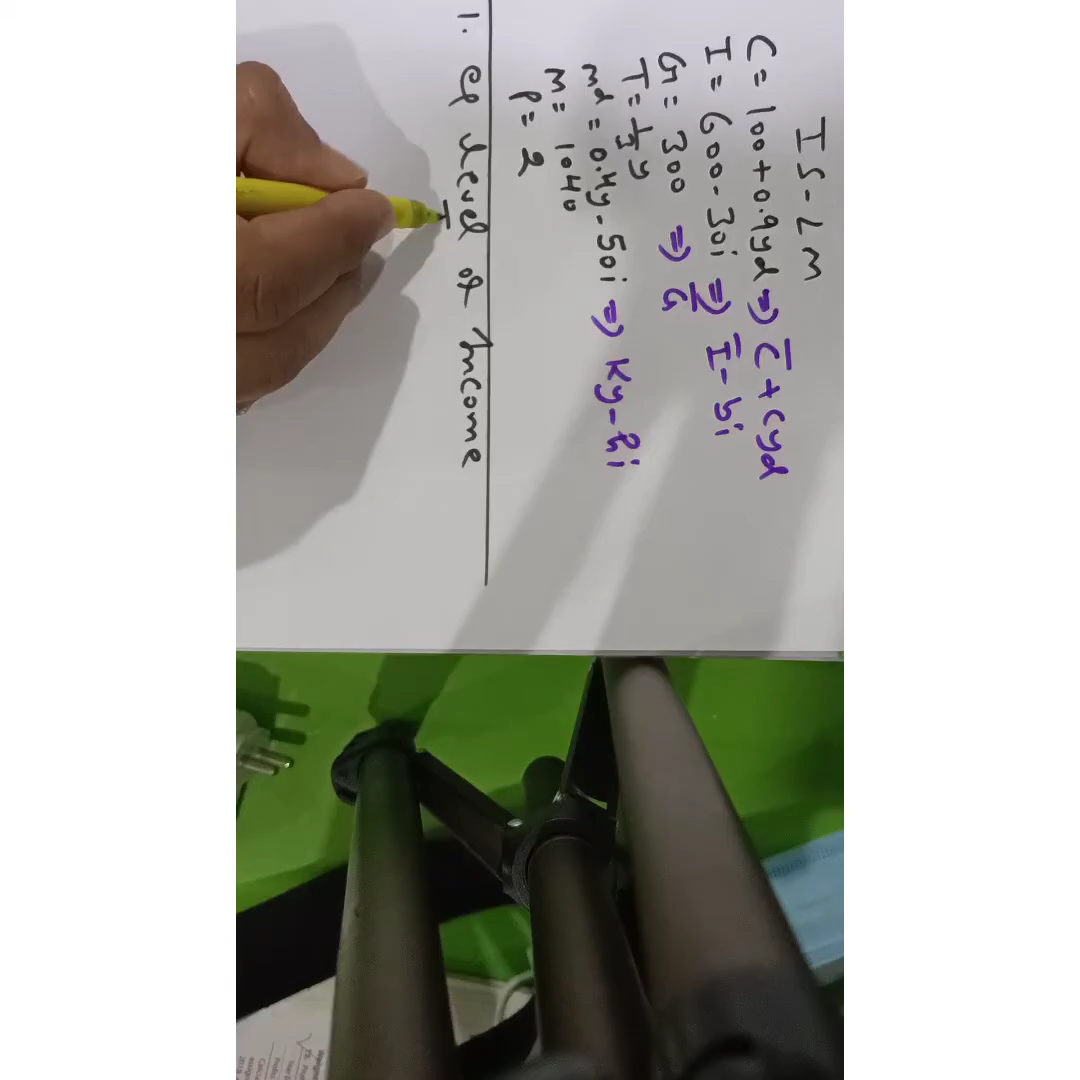 IS-LM
C = 100 + 0.9yd ⇒ C̅ + cyd
I = 600 - 30i ⇒ I̅ - bi
G = 300 ⇒ G̅
T = 1/3 y
md = 0.4y - 50i ⇒ Ky - hi
m = 1040
P = 2
1. Eq level of Income
I